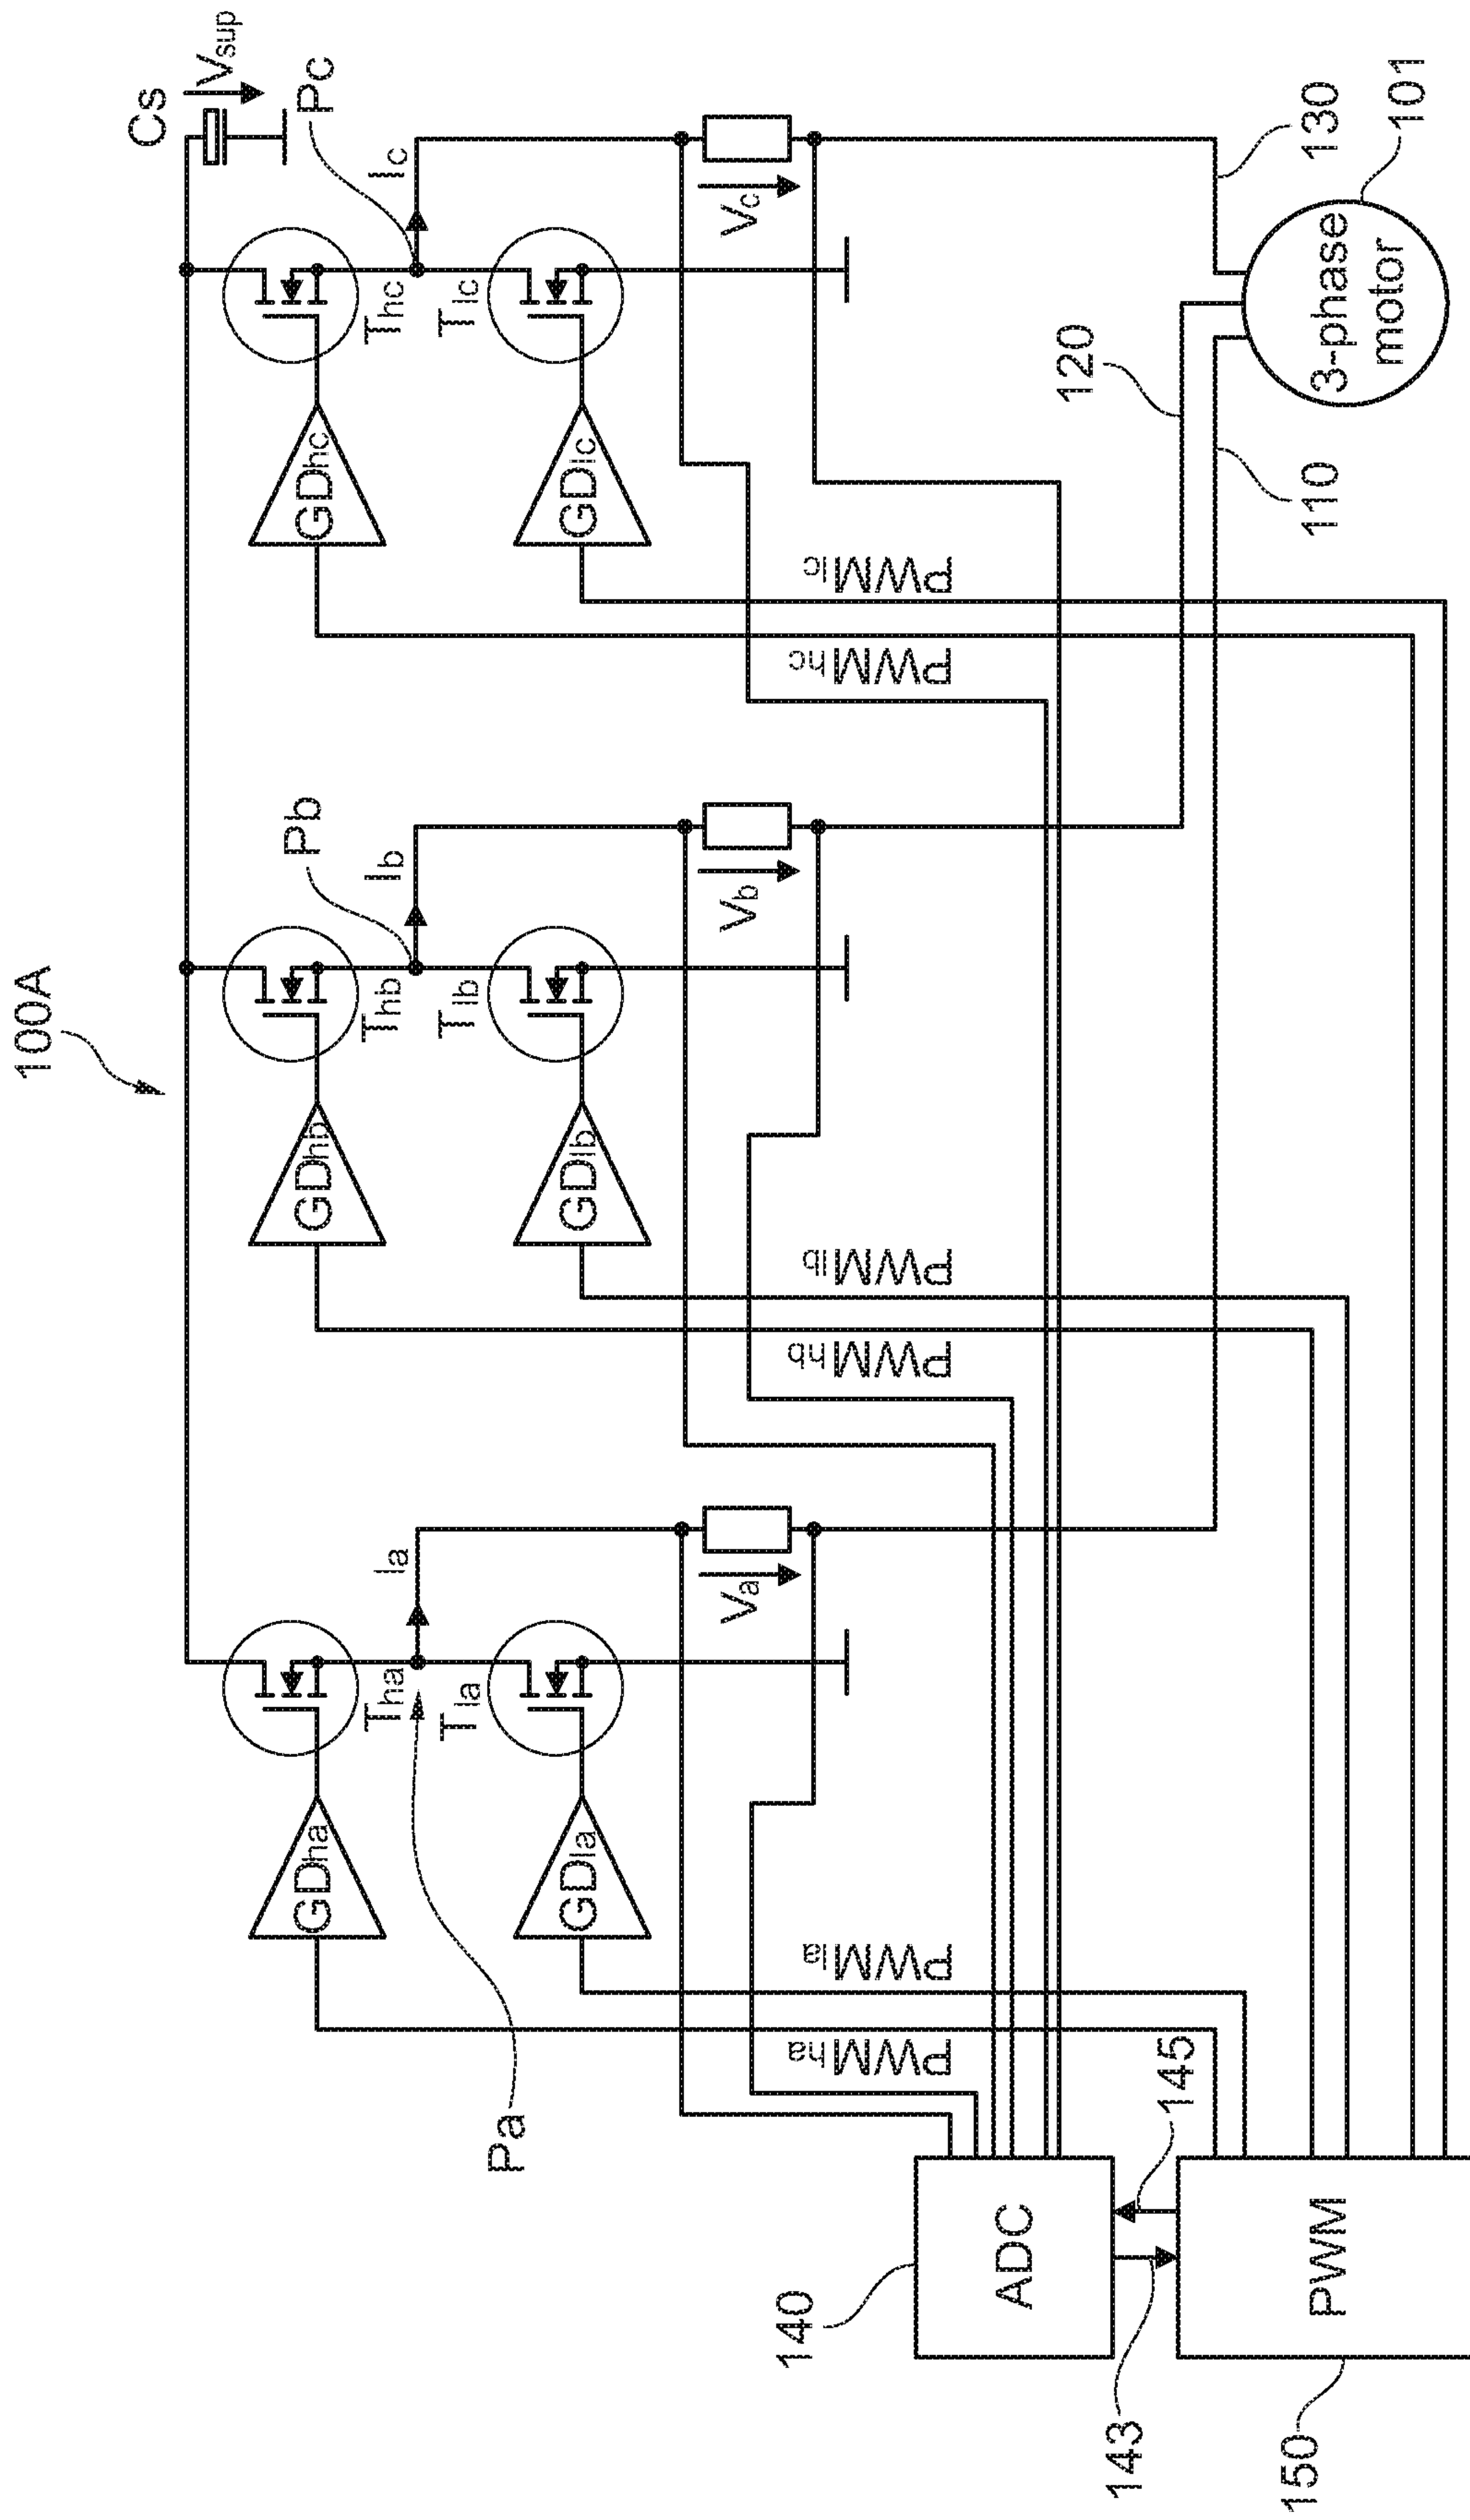 100A
Cs
Vsup
GDha
Tha
Ia
GDhb
Thb
Pb
Ib
GDhc
Thc
Pc
Ic
Pa
GDla
Tla
GDlb
Tlb
GDlc
Tlc
Va
Vb
Vc
PWMha
PWMla
PWMhb
PWMlb
PWMhc
PWMlc
140
ADC
143
145
150
PWM
120
110
130
3-phase
motor
101